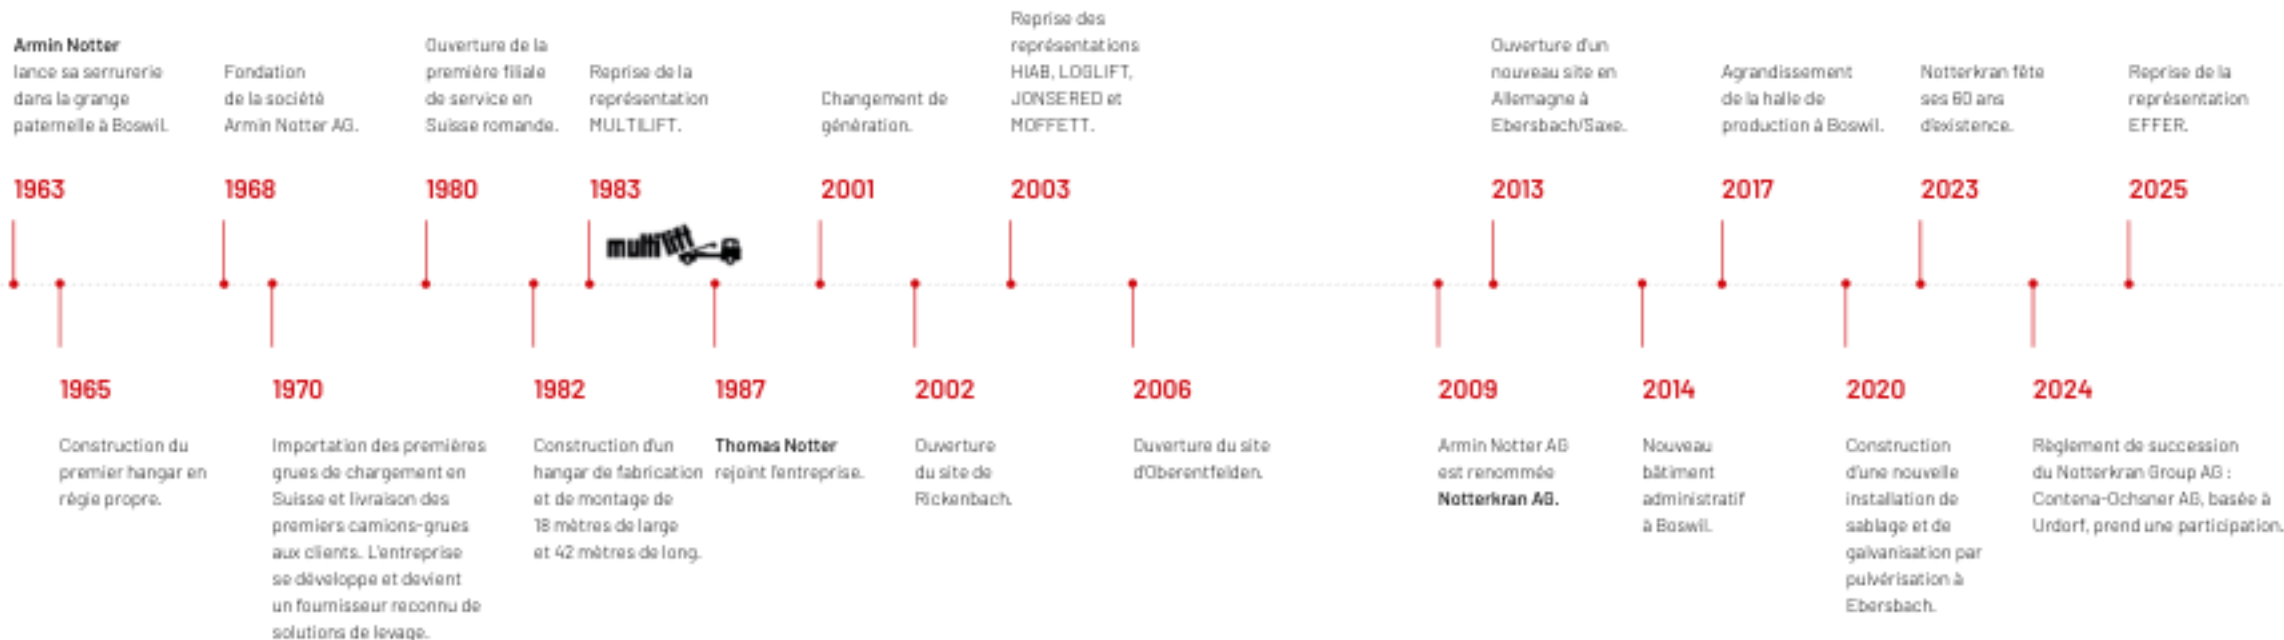 Armin Notter
lance sa serrurerie
dans la grange
paternelle à Boswil.
1963
Construction du
premier hangar en
régie propre.
1965
Fondation
de la société
Armin Notter AG.
1968
1970
Importation des premières
grues de chargement en
Suisse et livraison des
premiers camions-grues
aux clients. L'entreprise
se développe et devient
un fournisseur reconnu de
solutions de levage.
Ouverture de la
première filiale
de service en
Suisse romande.
1980
1982
Construction d'un
hangar de fabrication
et de montage de
18 mètres de large
et 42 mètres de long.
Reprise de la
représentation
MULTILIFT.
1983
multilift
1987
Thomas Notter
rejoint l'entreprise.
Changement de
génération.
2001
2002
Ouverture
du site de
Rickenbach.
Reprise des
représentations
HIAB, LOGLIFT,
JONSERED et
MOFFETT.
2003
2006
Ouverture du site
d'Oberentfelden.
2009
Armin Notter AG
est renommée
Notterkran AG.
Ouverture d'un
nouveau site en
Allemagne à
Ebersbach/Saxe.
2013
2014
Nouveau
bâtiment
administratif
à Boswil.
Agrandissement
de la halle de
production à Boswil.
2017
2020
Construction
d'une nouvelle
installation de
sablage et de
galvanisation par
pulvérisation à
Ebersbach.
Notterkran fête
ses 60 ans
d'existence.
2023
2024
Règlement de succession
du Notterkran Group AG :
Contena-Ochsner AG, basée à
Urdorf, prend une participation.
Reprise de la
représentation
EFFER.
2025